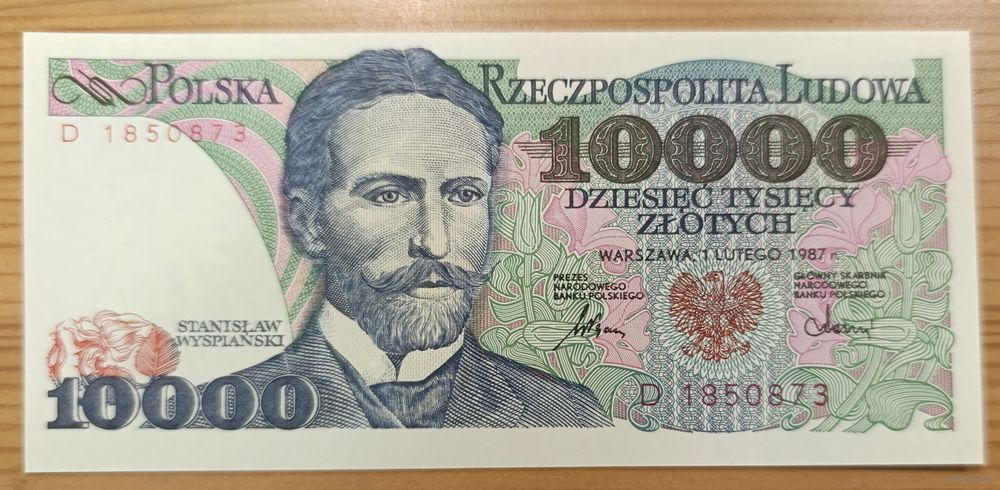 POLSKA
RZECZPOSPOLITA LUDOWA
D 1850873
10000
DZIESIĘĆ TYSIĘCY
ZŁOTYCH
WARSZAWA, 1 LUTEGO 1987 r.
PREZES
NARODOWEGO
BANKU POLSKIEGO
GŁÓWNY SKARBNIK
NARODOWEGO
BANKU POLSKIEGO
STANISŁAW
WYSPIAŃSKI
10000
D 1850873